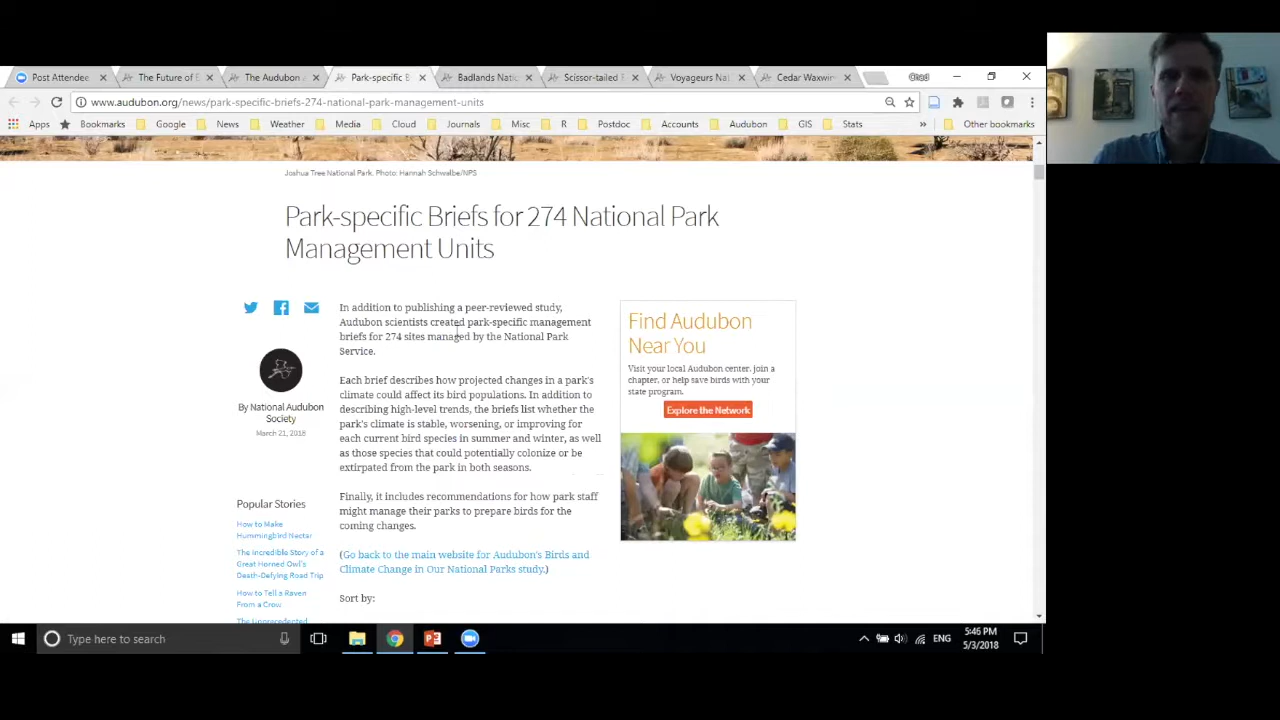 Post Attendee
The Future of E
The Audubon
Park-specific B
Badlands Natio
Scissor-tailed F
Voyageurs Nat
Cedar Waxwin
www.audubon.org/news/park-specific-briefs-274-national-park-management-units
Apps
Bookmarks
Google
News
Weather
Media
Cloud
Journals
Misc
R
Postdoc
Accounts
Audubon
GIS
Stats
»
Other bookmarks
Joshua Tree National Park. Photo: Hannah Schwalbe/NPS
Park-specific Briefs for 274 National Park
Management Units
By National Audubon
Society
March 21, 2018
In addition to publishing a peer-reviewed study,
Audubon scientists created park-specific management
briefs for 274 sites managed by the National Park
Service.
Each brief describes how projected changes in a park's
climate could affect its bird populations. In addition to
describing high-level trends, the briefs list whether the
park's climate is stable, worsening, or improving for
each current bird species in summer and winter, as well
as those species that could potentially colonize or be
extirpated from the park in both seasons.
Finally, it includes recommendations for how park staff
might manage their parks to prepare birds for the
coming changes.
(Go back to the main website for Audubon's Birds and
Climate Change in Our National Parks study.)
Sort by:
Find Audubon
Near You
Visit your local Audubon center, join a
chapter, or help save birds with your
state program.
Explore the Network
Popular Stories
How to Make
Hummingbird Nectar
The Incredible Story of a
Great Horned Owl's
Death-Defying Road Trip
How to Tell a Raven
From a Crow
The Unprecedented
Type here to search
ENG
5:46 PM
5/3/2018